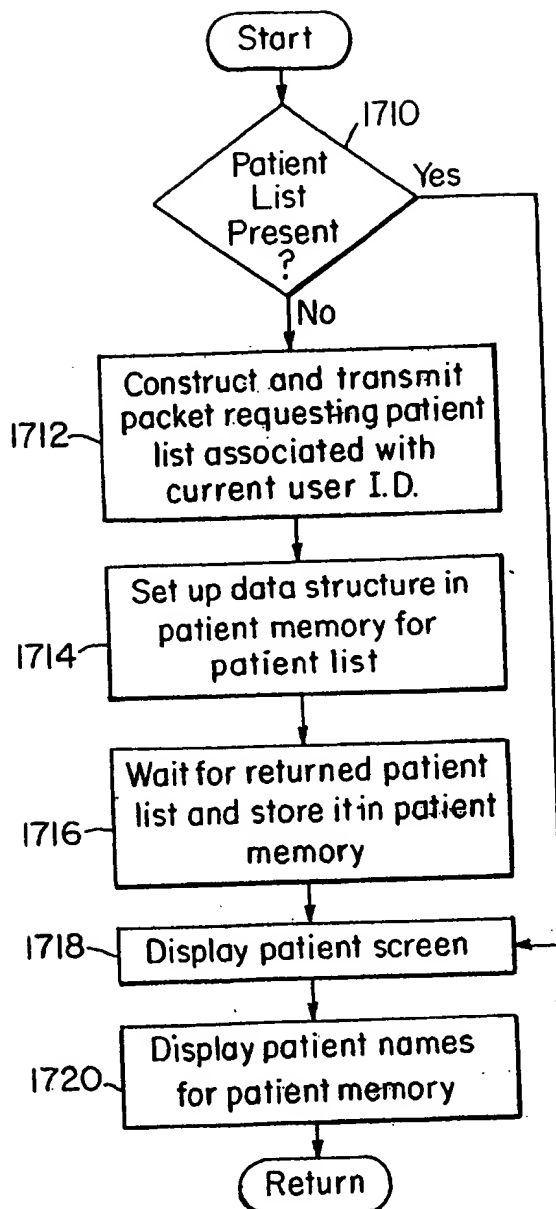 Start
1710
Patient
List
Present
?
Yes
No
Construct and transmit
packet requesting patient
list associated with
current user I.D.
1712
Set up data structure in
patient memory for
patient list
1714
Wait for returned patient
list and store it in patient
memory
1716
1718
Display patient screen
Display patient names
for patient memory
1720
Return